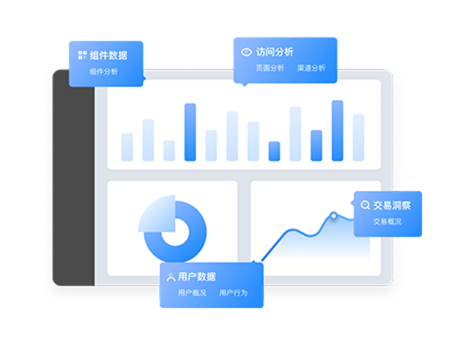 组件数据
组件分析
访问分析
页面分析 渠道分析
交易洞察
交易概况
用户数据
用户概况 用户行为